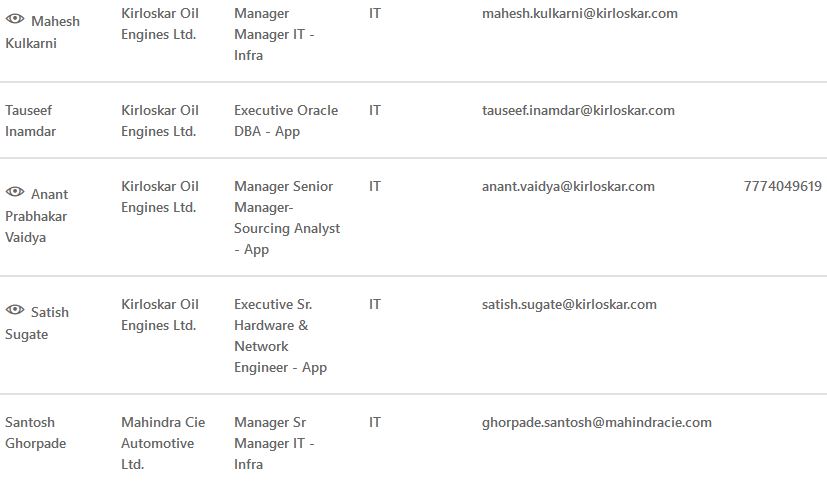 Mahesh Kulkarni Kirloskar Oil Engines Ltd. Manager Manager IT - Infra IT mahesh.kulkarni@kirloskar.com
Tauseef Inamdar Kirloskar Oil Engines Ltd. Executive Oracle DBA - App IT tauseef.inamdar@kirloskar.com
Anant Prabhakar Vaidya Kirloskar Oil Engines Ltd. Manager Senior Manager- Sourcing Analyst - App IT anant.vaidya@kirloskar.com 7774049619
Satish Sugate Kirloskar Oil Engines Ltd. Executive Sr. Hardware & Network Engineer - App IT satish.sugate@kirloskar.com
Santosh Ghorpade Mahindra Cie Automotive Ltd. Manager Sr Manager IT - Infra IT ghorpade.santosh@mahindracie.com